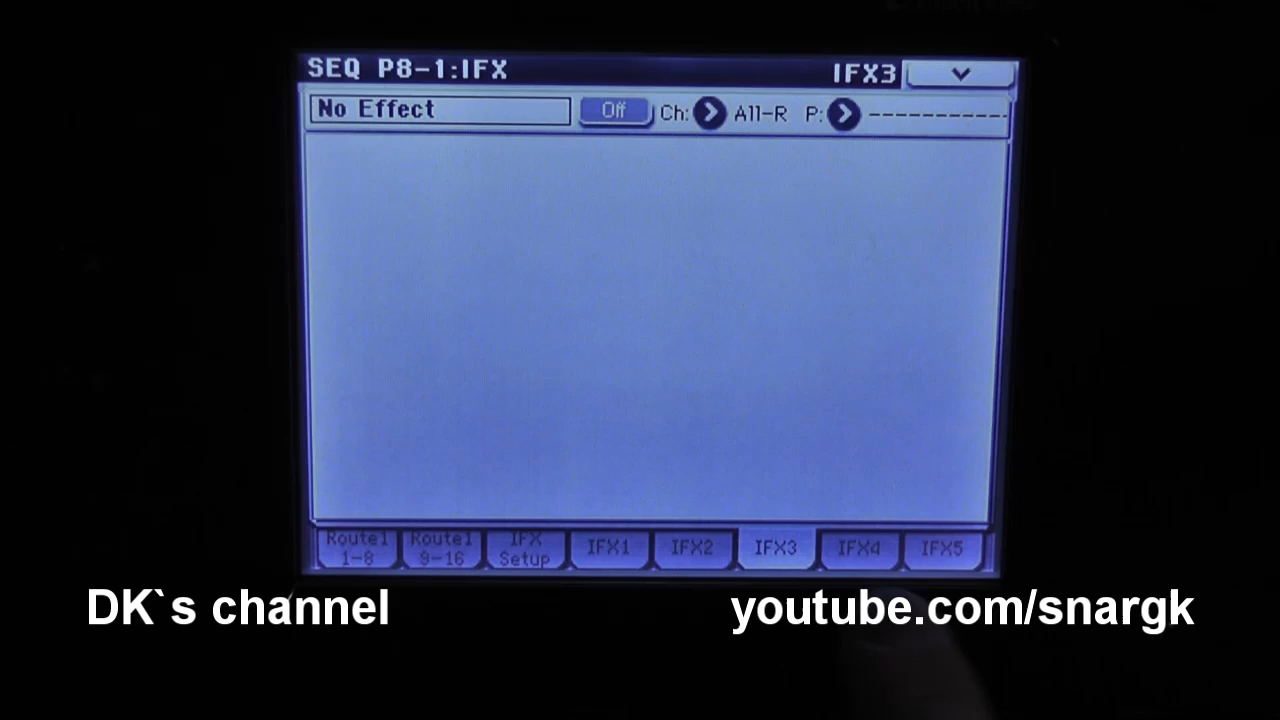 SEQ P8-1:IFX
IFX3
No Effect
Off
Ch:
All-R
P:
------------
Route1 1-8
Route1 9-16
IFX Setup
IFX1
IFX2
IFX3
IFX4
IFX5
DK`s channel
youtube.com/snargk